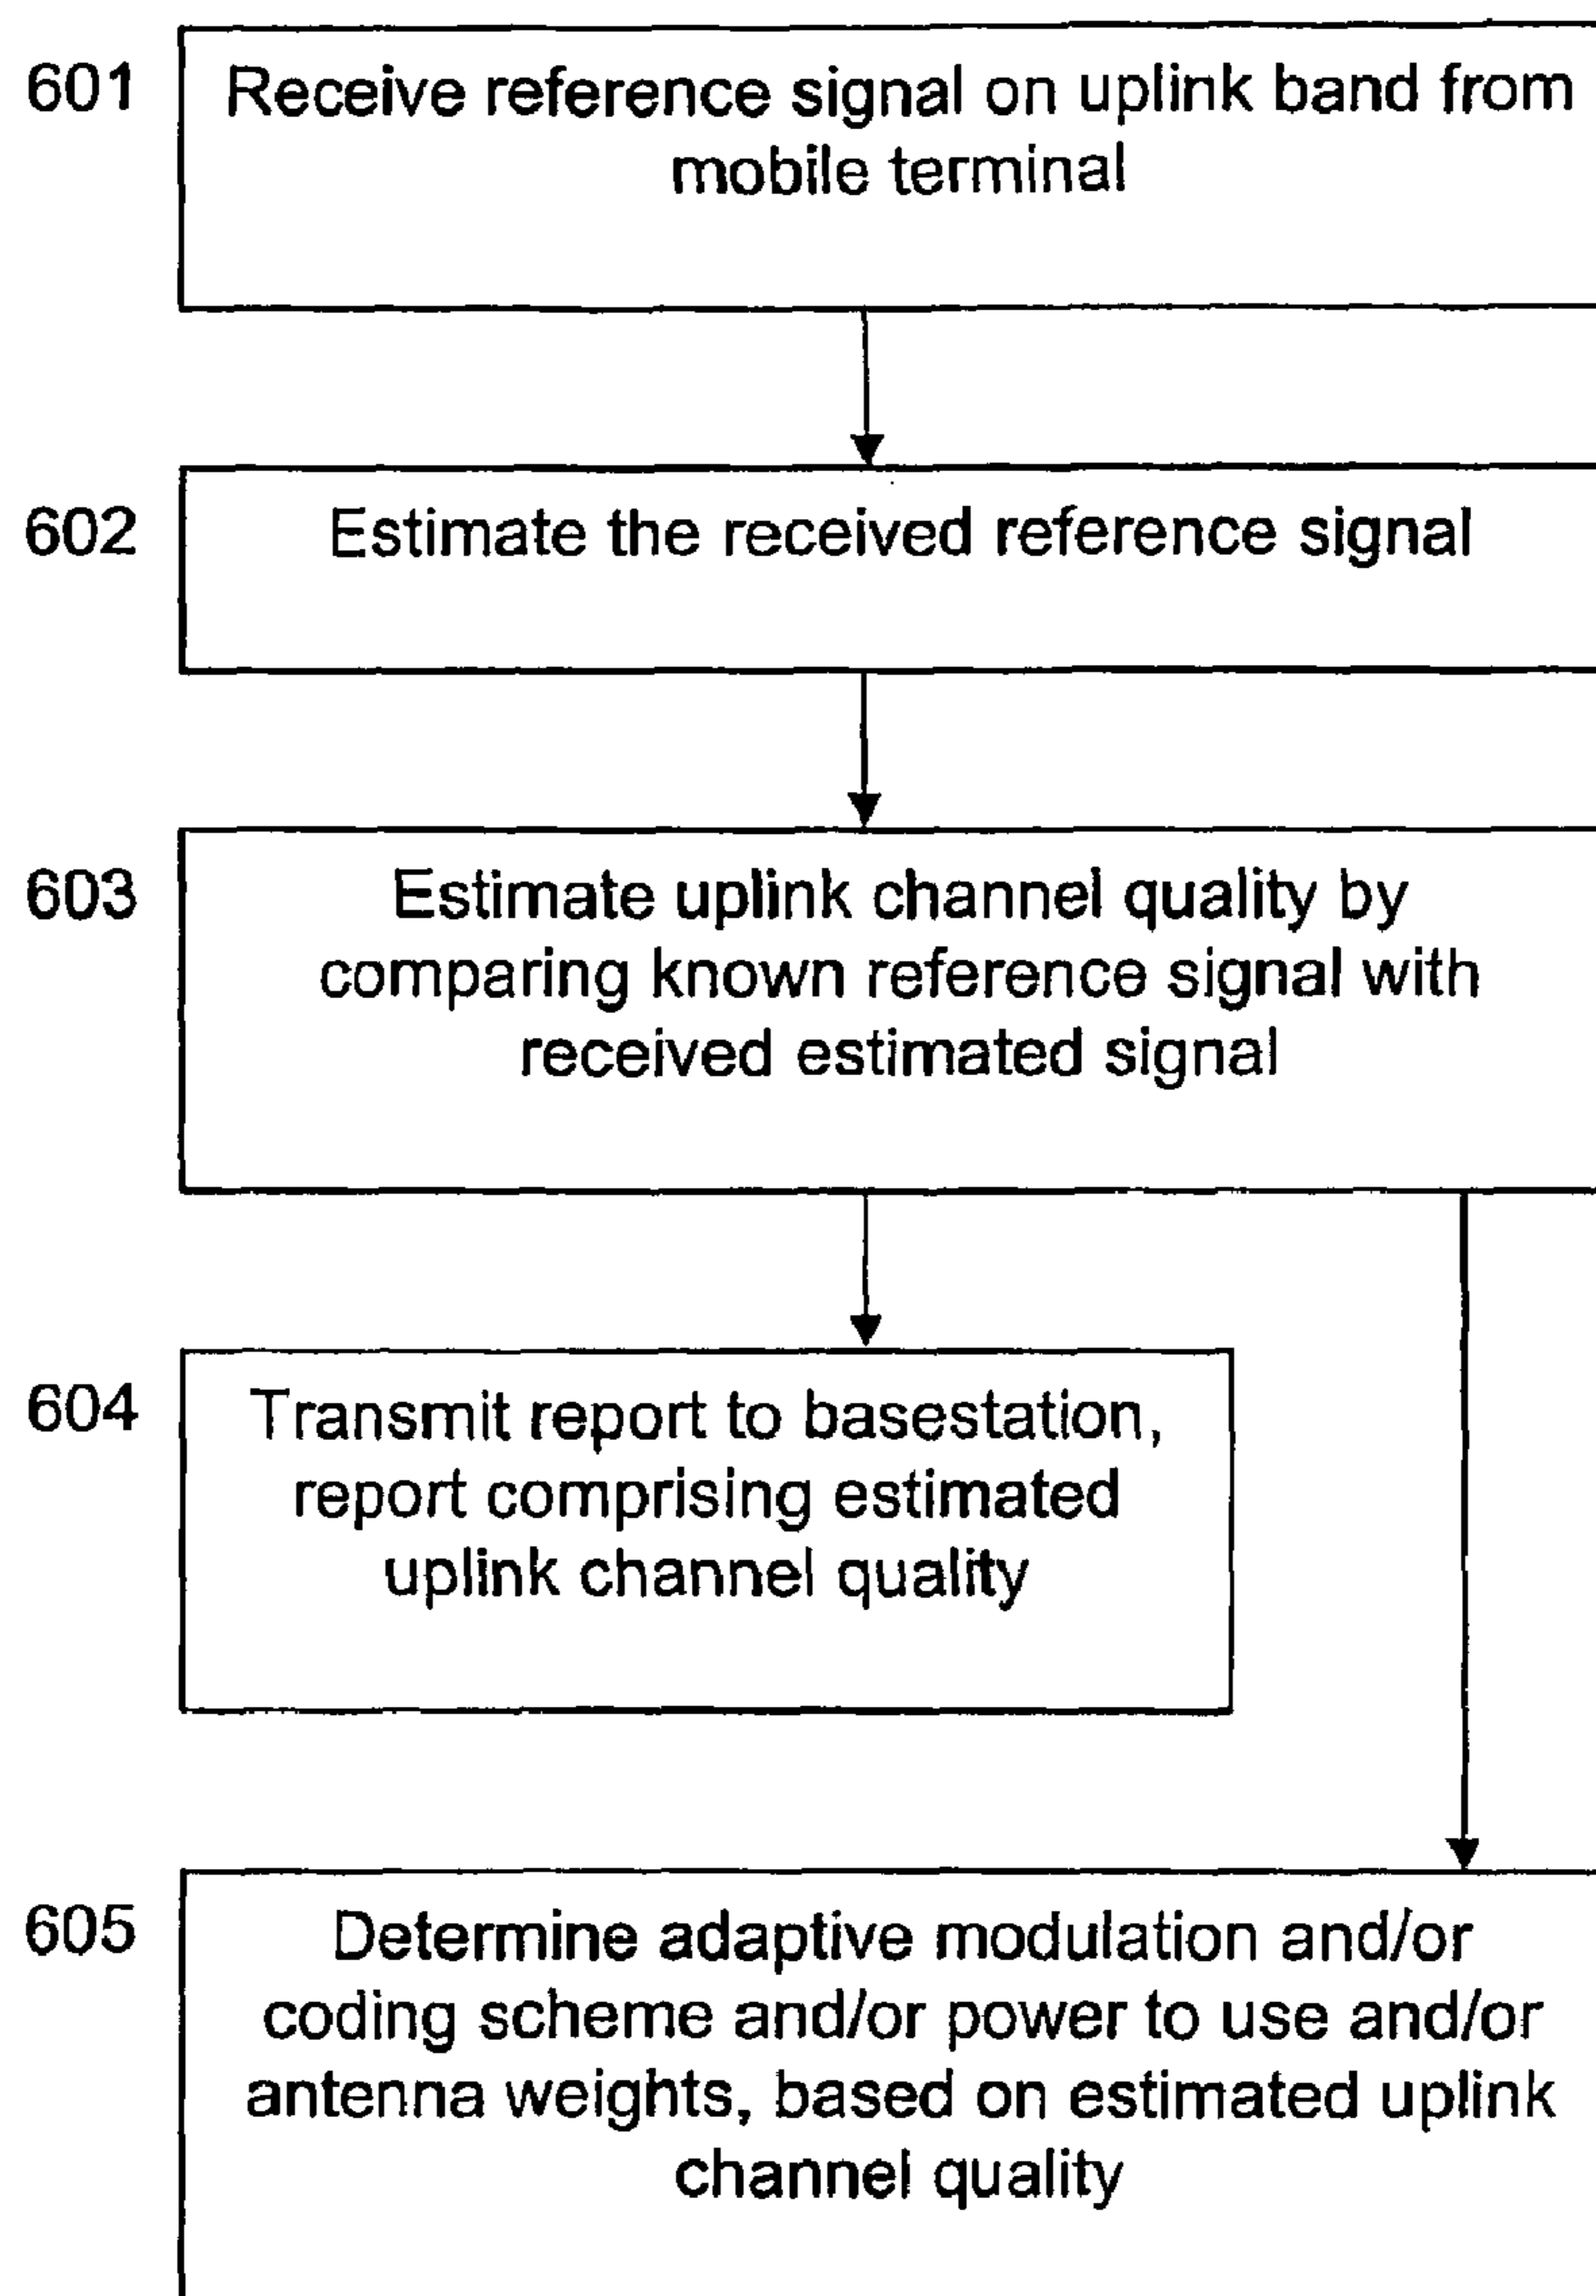 601
Receive reference signal on uplink band from
mobile terminal
602
Estimate the received reference signal
603
Estimate uplink channel quality by
comparing known reference signal with
received estimated signal
604
Transmit report to basestation,
report comprising estimated
uplink channel quality
605
Determine adaptive modulation and/or
coding scheme and/or power to use and/or
antenna weights, based on estimated uplink
channel quality